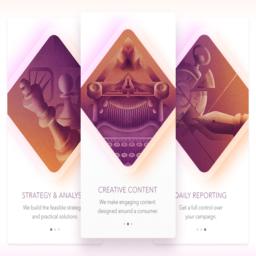 STRATEGY & ANALYS
We build the feasible strategy
and practical solutions.
CREATIVE CONTENT
We make engaging content
designed around a consumer.
DAILY REPORTING
Get a full control over
your campaign.